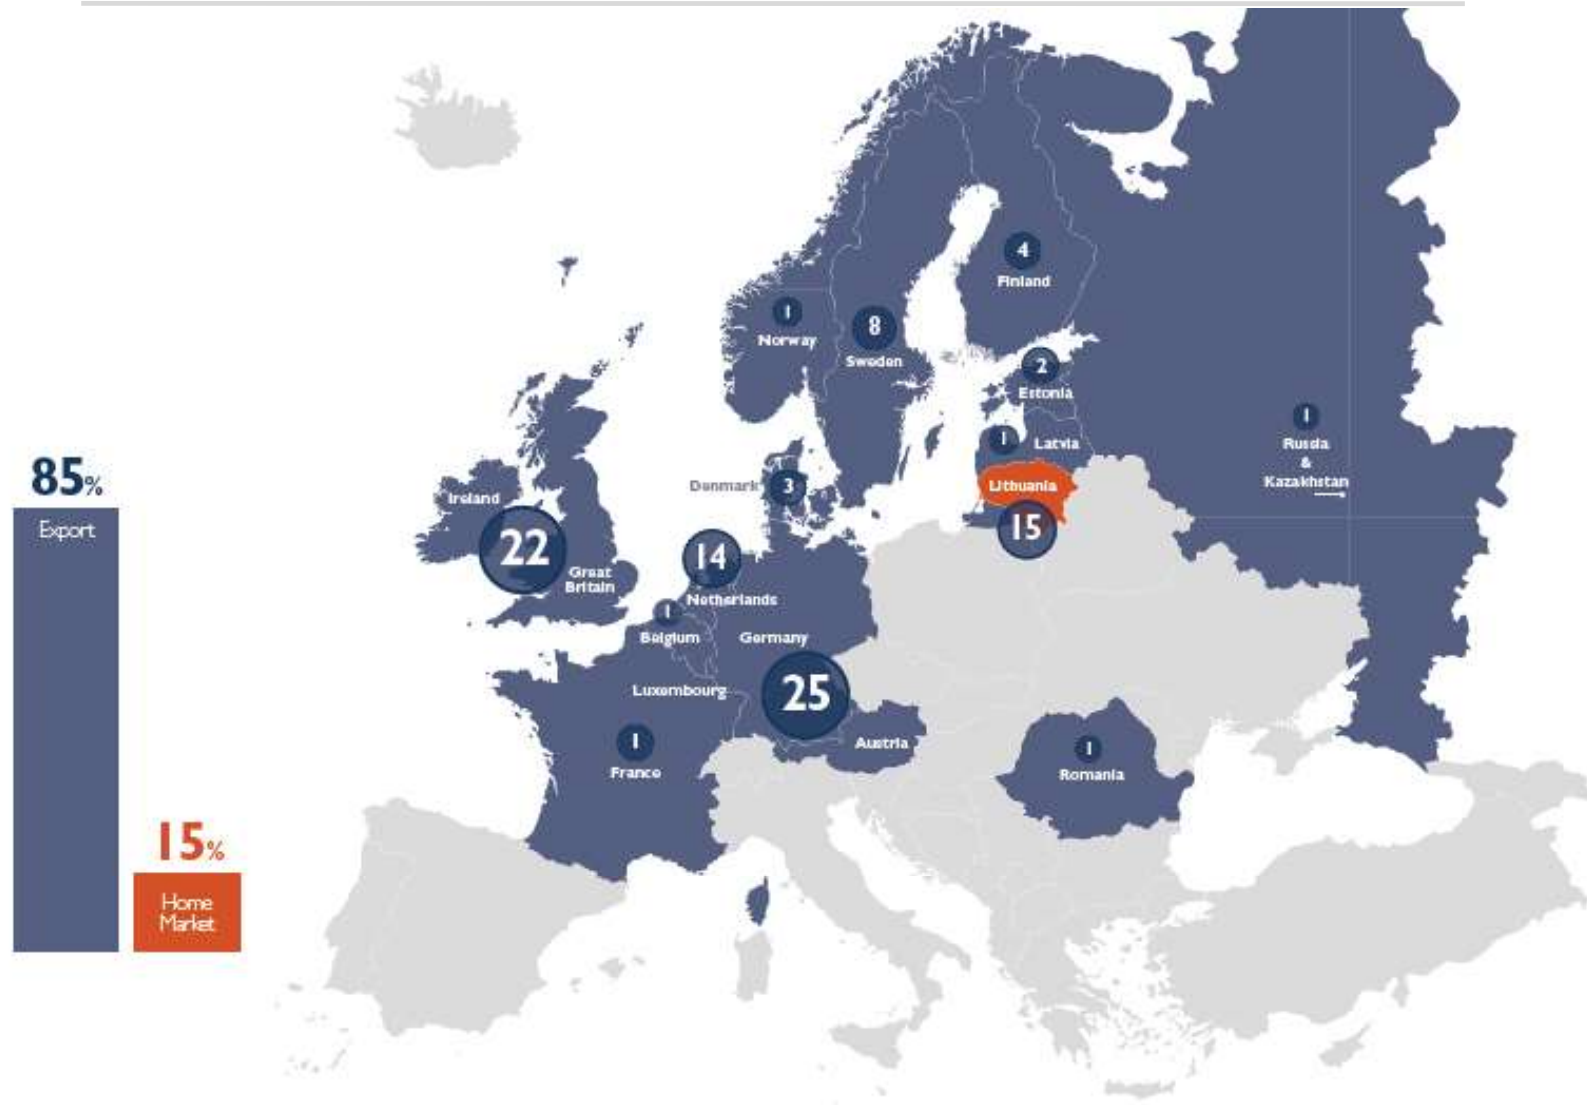 4
Finland
1
Norway
8
Sweden
2
Estonia
1
Latvia
1
Russia
&
Kazakhstan
85%
Export
Ireland
Denmark
3
Lithuania
15
22
Great
Britain
14
Netherlands
1
Belgium
Germany
25
Luxembourg
Austria
1
France
1
Romania
15%
Home
Market